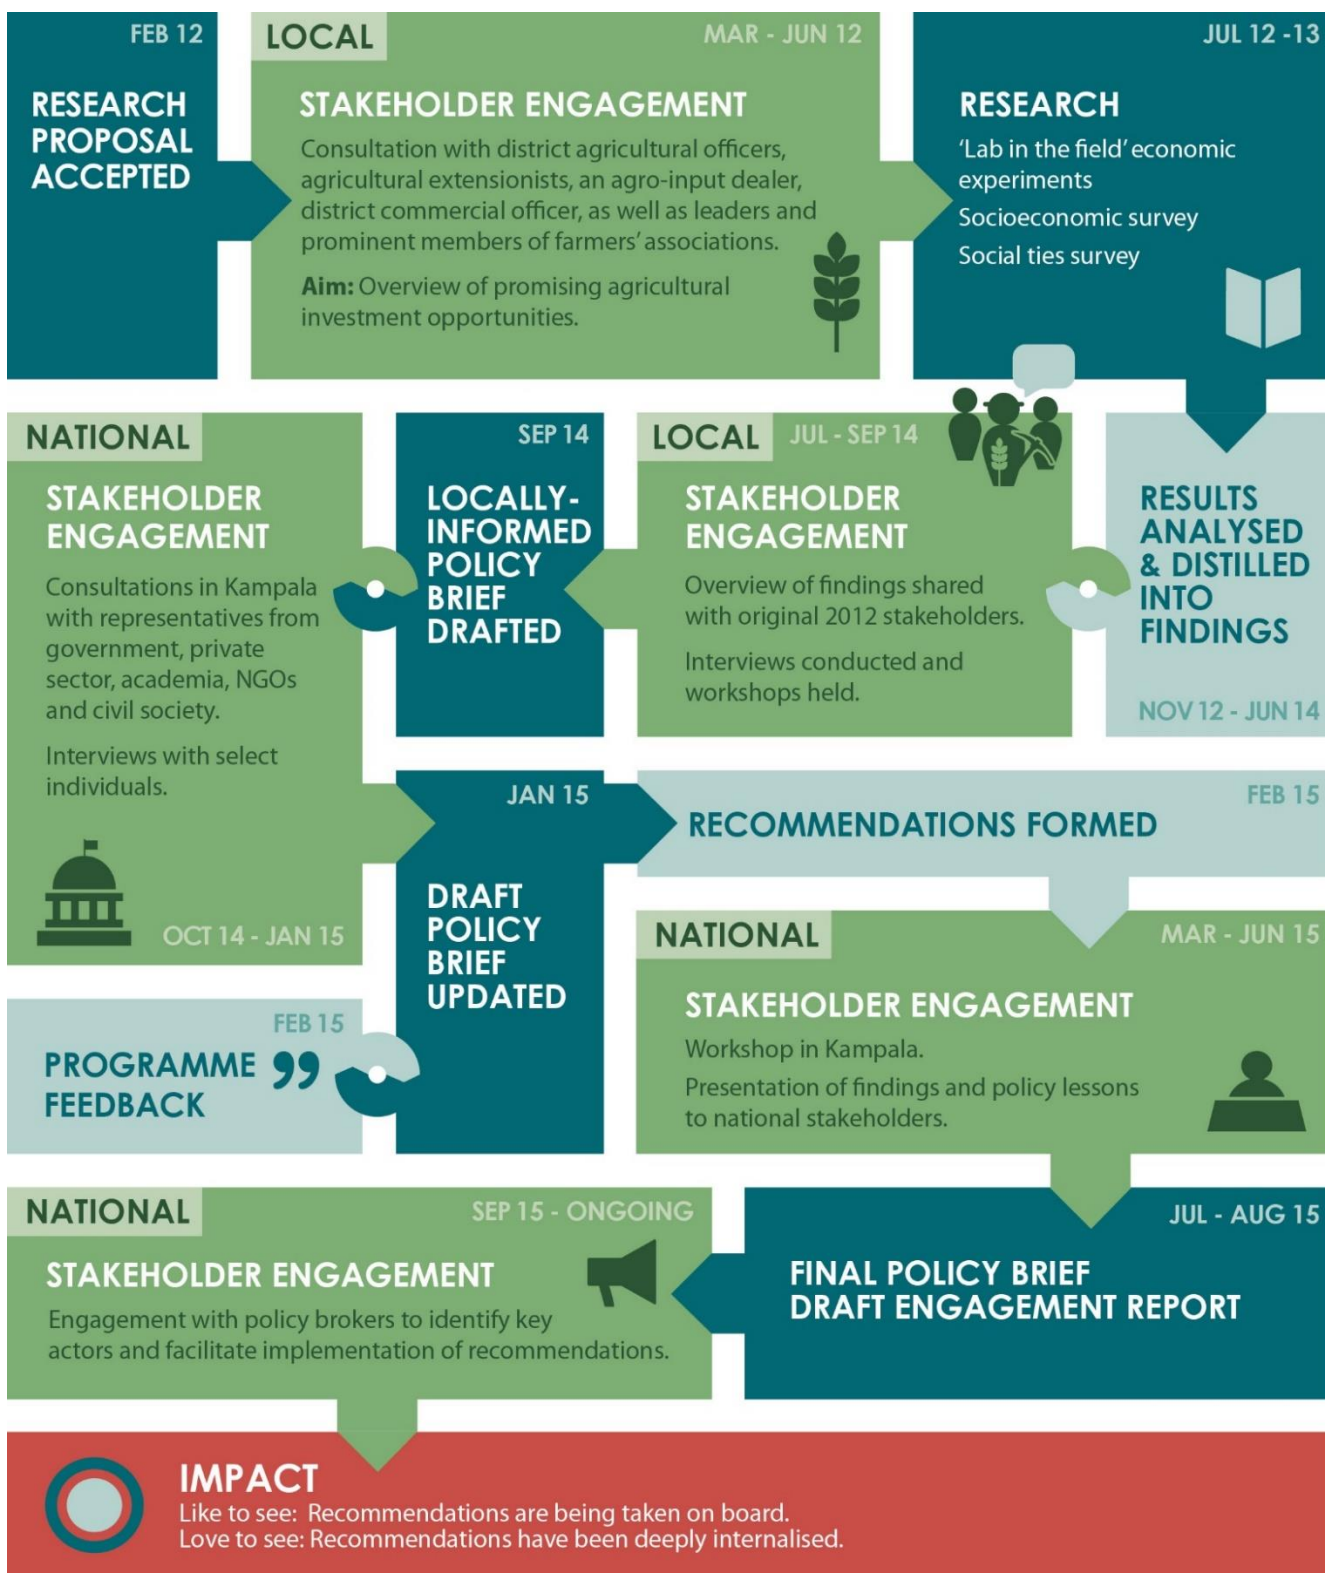 FEB 12
RESEARCH
PROPOSAL
ACCEPTED
LOCAL
MAR - JUN 12
STAKEHOLDER ENGAGEMENT
Consultation with district agricultural officers,
agricultural extensionists, an agro-input dealer,
district commercial officer, as well as leaders and
prominent members of farmers' associations.
Aim: Overview of promising agricultural
investment opportunities.
JUL 12 -13
RESEARCH
'Lab in the field' economic
experiments
Socioeconomic survey
Social ties survey
RESULTS
ANALYSED
& DISTILLED
INTO
FINDINGS
NOV 12 - JUN 14
LOCAL
JUL - SEP 14
STAKEHOLDER
ENGAGEMENT
Overview of findings shared
with original 2012 stakeholders.
Interviews conducted and
workshops held.
SEP 14
LOCALLY-
INFORMED
POLICY
BRIEF
DRAFTED
NATIONAL
STAKEHOLDER
ENGAGEMENT
Consultations in Kampala
with representatives from
government, private
sector, academia, NGOs
and civil society.
Interviews with select
individuals.
OCT 14 - JAN 15
JAN 15
DRAFT
POLICY
BRIEF
UPDATED
FEB 15
PROGRAMME
FEEDBACK
FEB 15
RECOMMENDATIONS FORMED
NATIONAL
MAR - JUN 15
STAKEHOLDER ENGAGEMENT
Workshop in Kampala.
Presentation of findings and policy lessons
to national stakeholders.
JUL - AUG 15
FINAL POLICY BRIEF
DRAFT ENGAGEMENT REPORT
NATIONAL
SEP 15 - ONGOING
STAKEHOLDER ENGAGEMENT
Engagement with policy brokers to identify key
actors and facilitate implementation of recommendations.
IMPACT
Like to see: Recommendations are being taken on board.
Love to see: Recommendations have been deeply internalised.